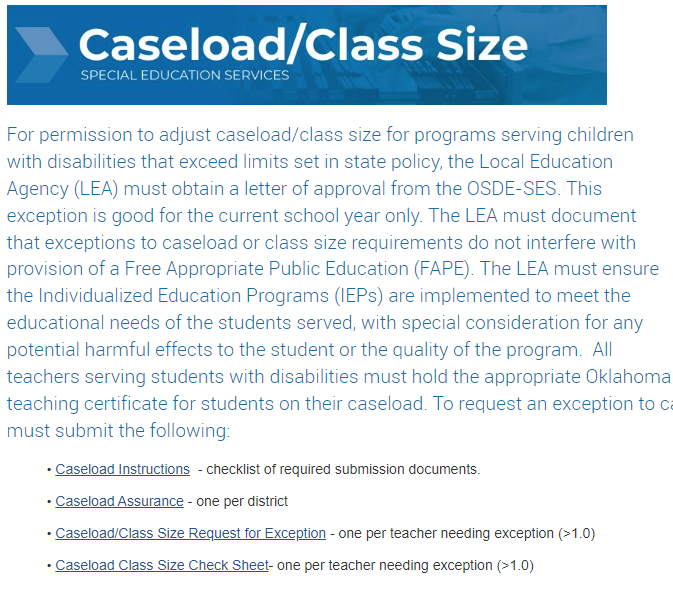 Caseload/Class Size
SPECIAL EDUCATION SERVICES
For permission to adjust caseload/class size for programs serving children
with disabilities that exceed limits set in state policy, the Local Education
Agency (LEA) must obtain a letter of approval from the OSDE-SES. This
exception is good for the current school year only. The LEA must document
that exceptions to caseload or class size requirements do not interfere with
provision of a Free Appropriate Public Education (FAPE). The LEA must ensure
the Individualized Education Programs (IEPs) are implemented to meet the
educational needs of the students served, with special consideration for any
potential harmful effects to the student or the quality of the program.  All
teachers serving students with disabilities must hold the appropriate Oklahoma
teaching certificate for students on their caseload. To request an exception to
must submit the following:
• Caseload Instructions  - checklist of required submission documents.
• Caseload Assurance - one per district
• Caseload/Class Size Request for Exception - one per teacher needing exception (>1.0)
• Caseload Class Size Check Sheet- one per teacher needing exception (>1.0)